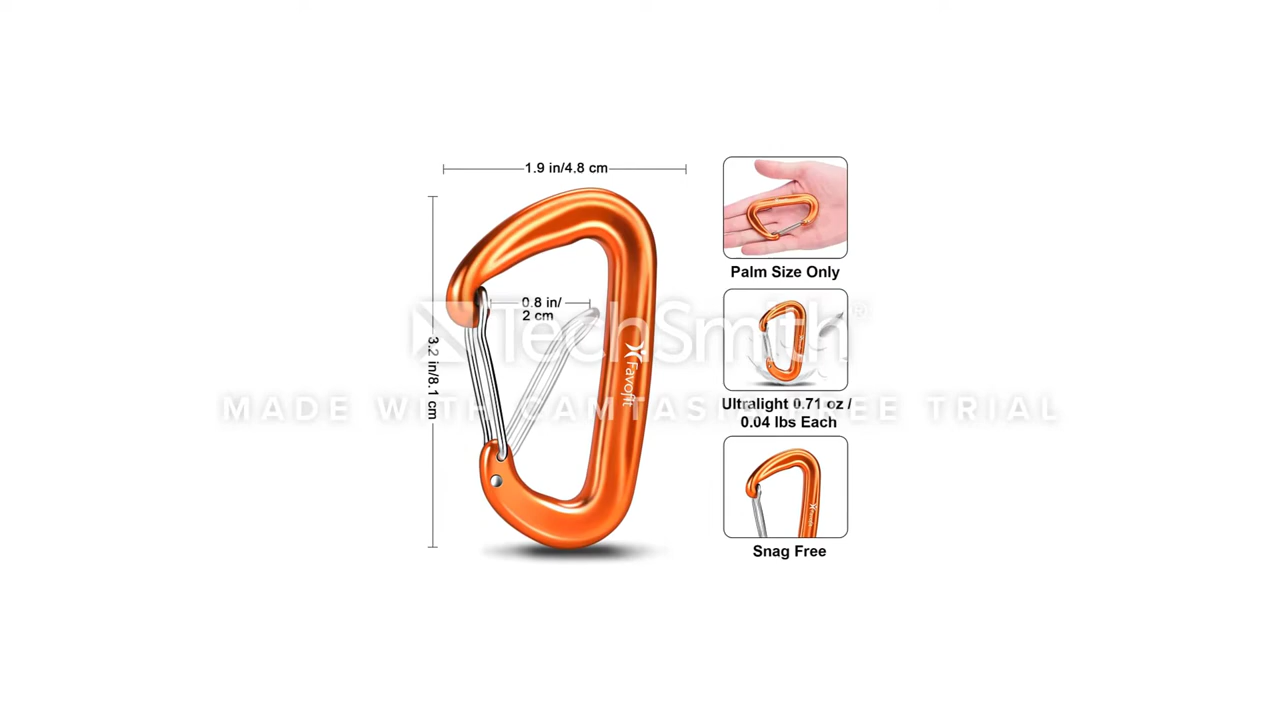 1.9 in/4.8 cm
3.2 in/8.1 cm
0.8 in/
2 cm
Favofit
Palm Size Only
TechSmith®
Ultralight 0.71 oz /
0.04 lbs Each
MADE WITH CAMTASIA FREE TRIAL
Snag Free